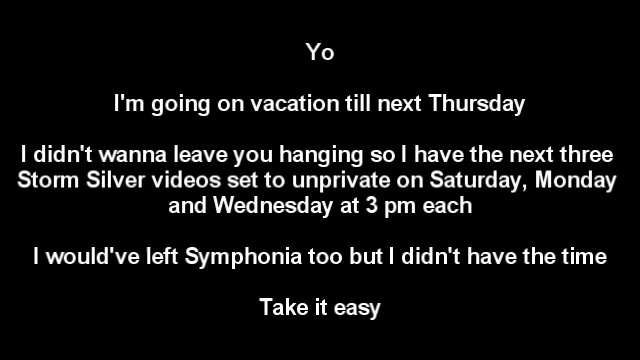 Yo
I'm going on vacation till next Thursday
I didn't wanna leave you hanging so I have the next three
Storm Silver videos set to unprivate on Saturday, Monday
and Wednesday at 3 pm each
I would've left Symphonia too but I didn't have the time
Take it easy